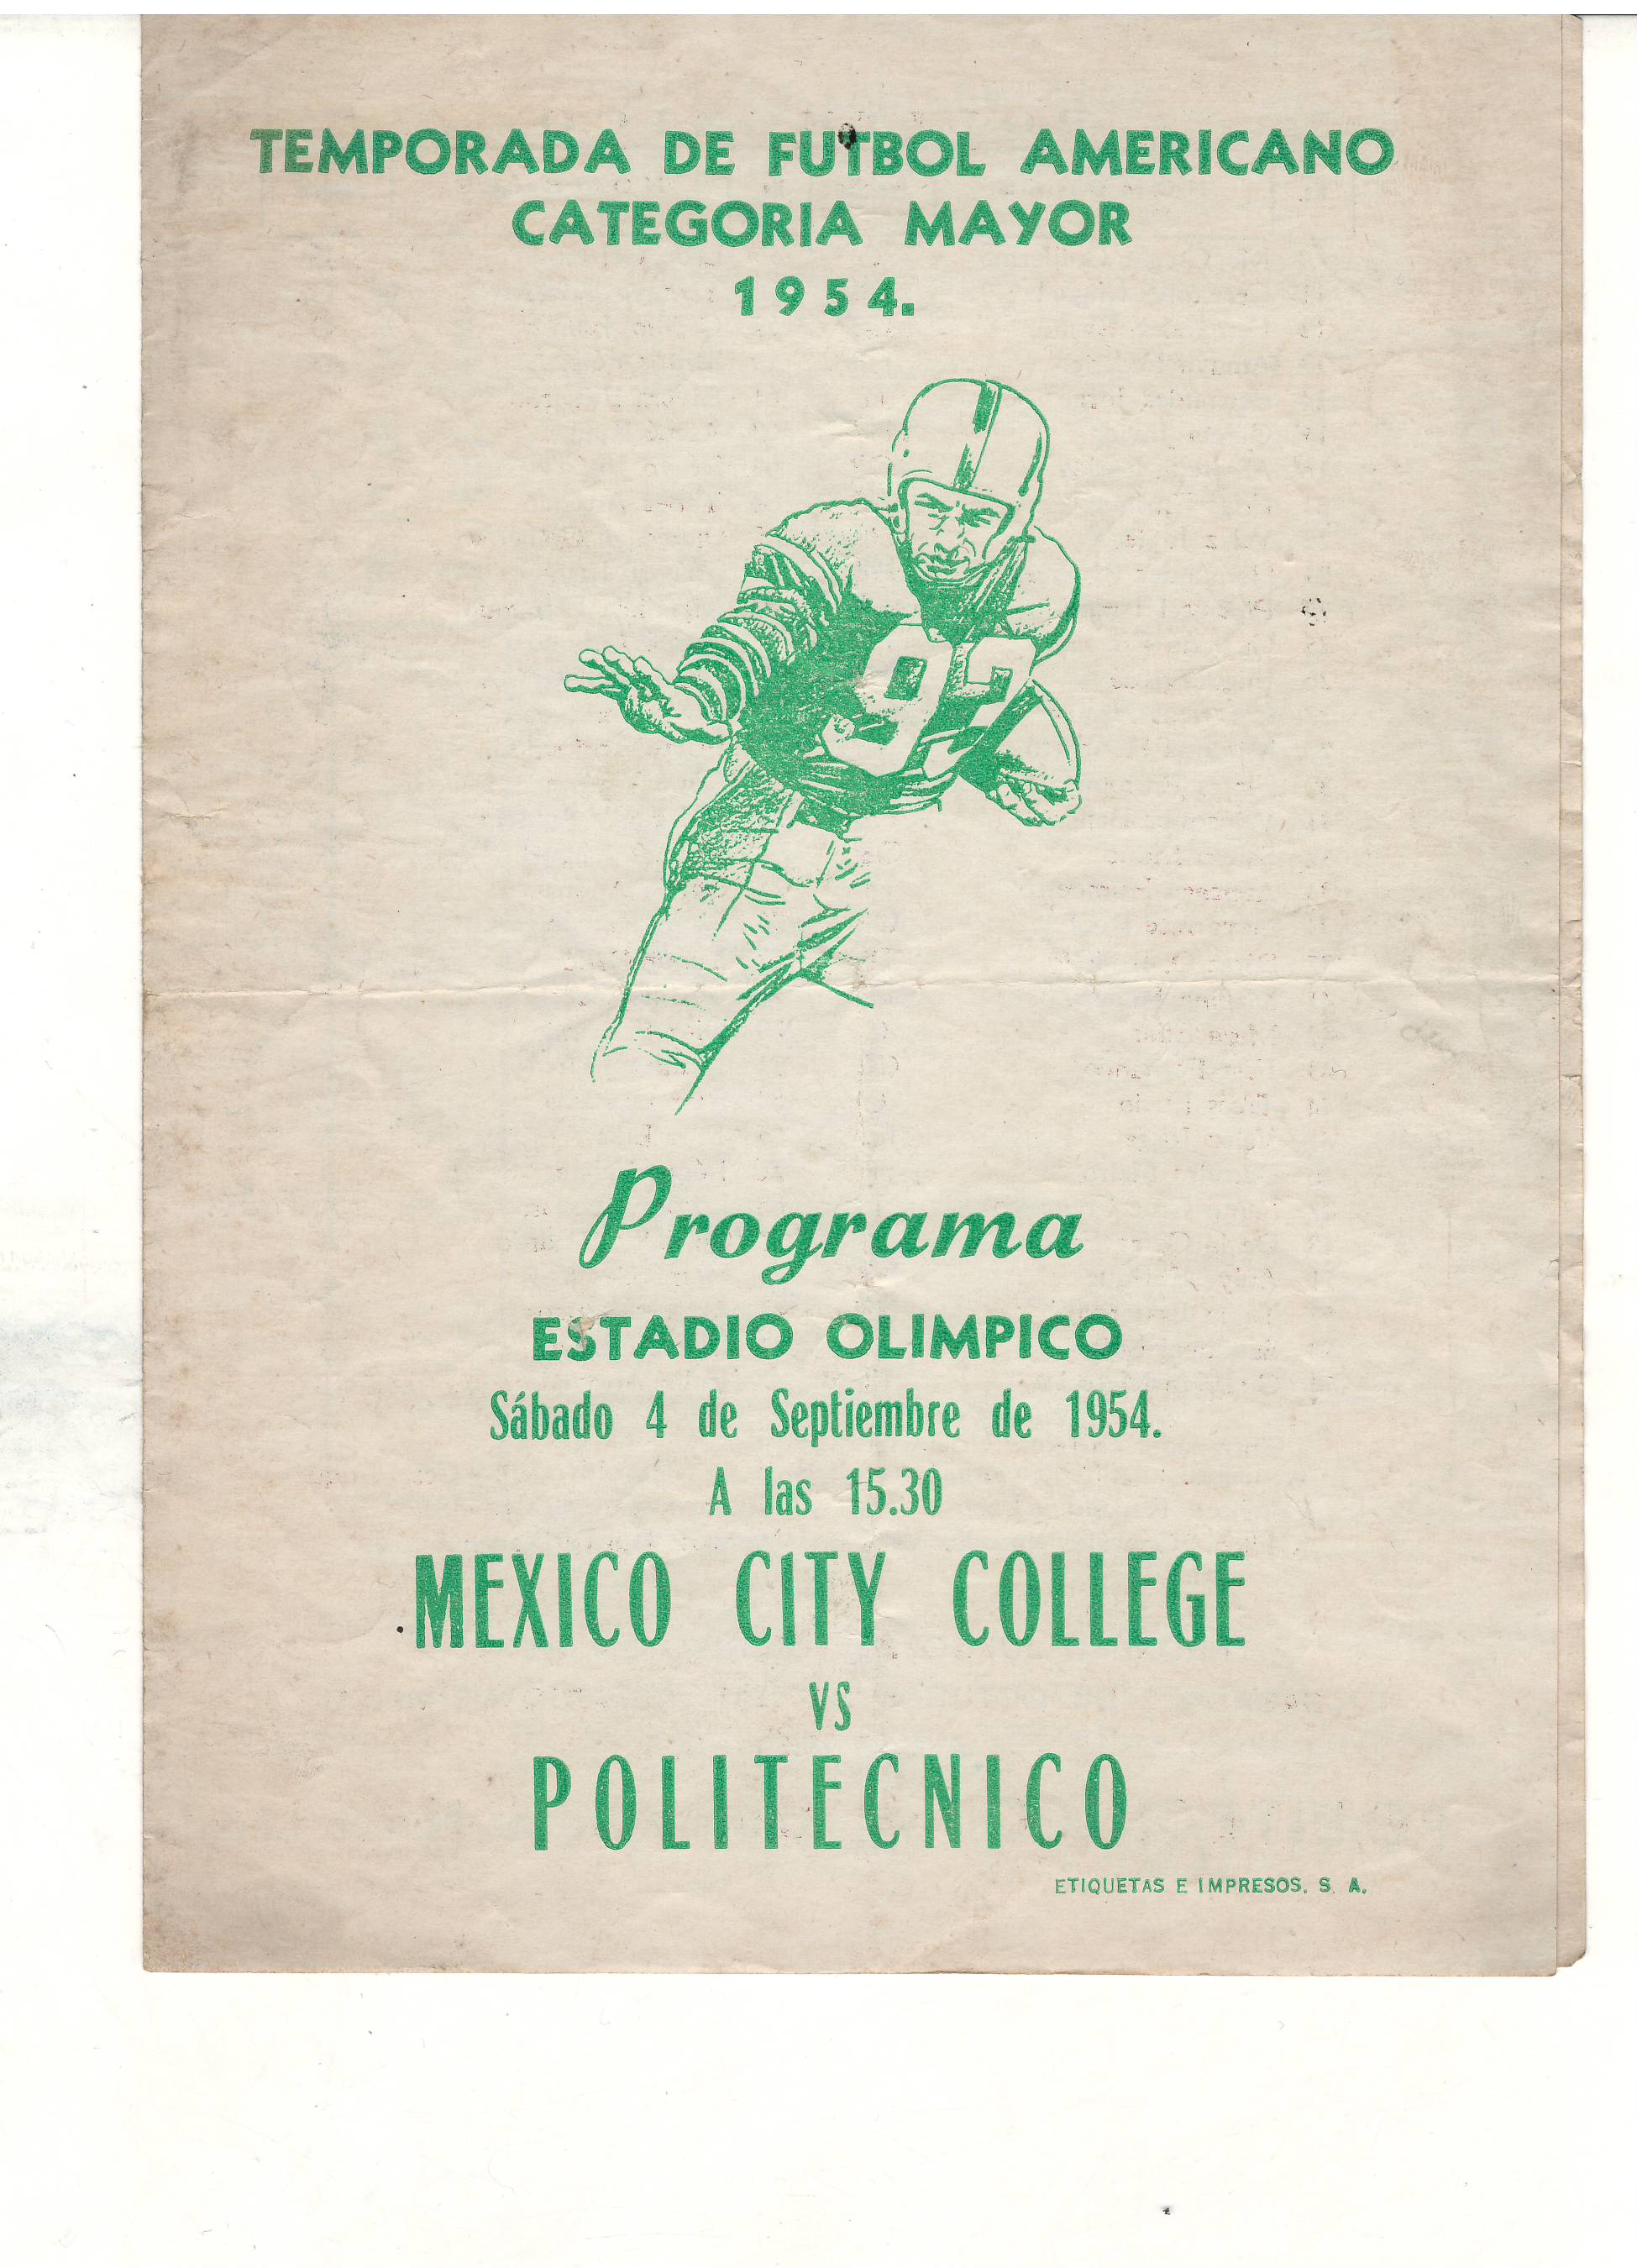 TEMPORADA DE FUTBOL AMERICANO
CATEGORIA MAYOR
1954.
92
Programa
ESTADIO OLIMPICO
Sábado 4 de Septiembre de 1954.
A las 15.30
MEXICO CITY COLLEGE
VS
POLITECNICO
ETIQUETAS E IMPRESOS, S. A.